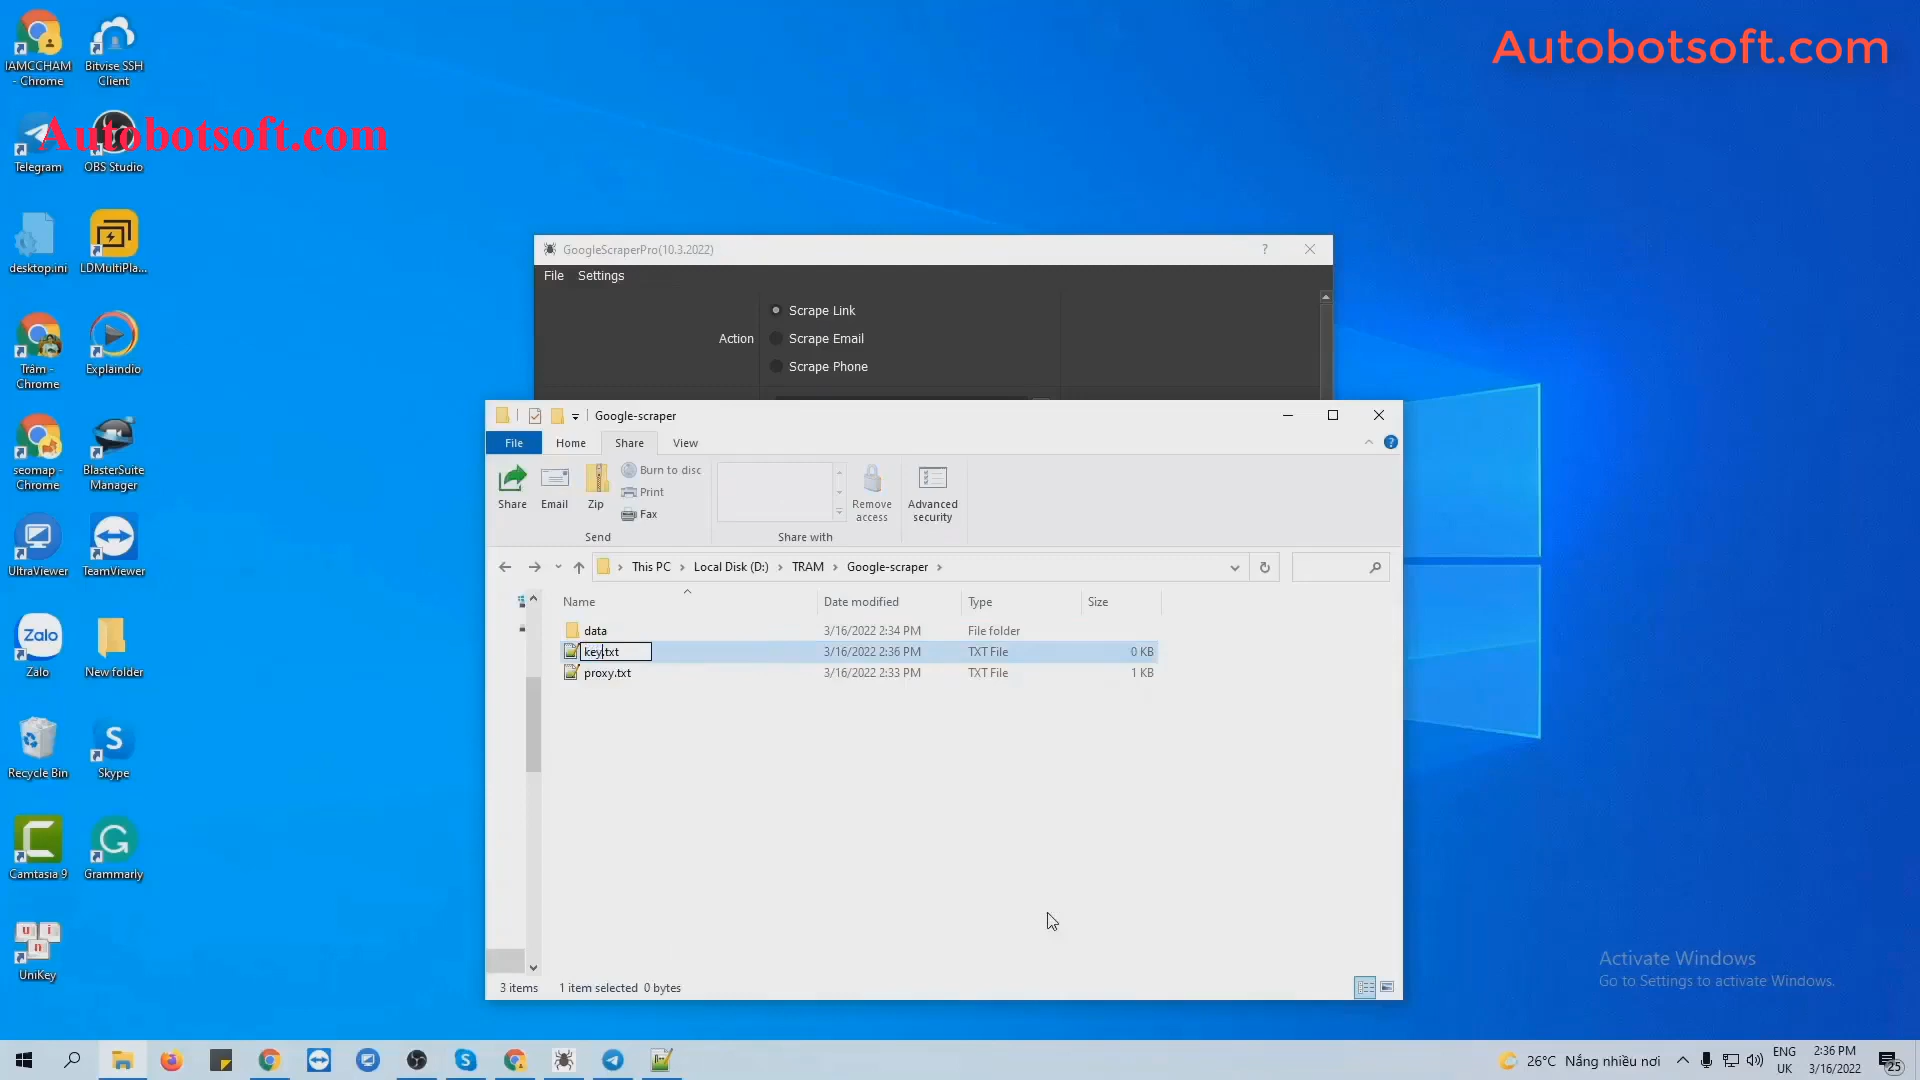 Autobotsoft.com
Autobotsoft.com
IAMCCHAM
- Chrome
Bitvise SSH
Client
Telegram
OBS Studio
desktop.ini
LDMultiPla...
Trâm -
Chrome
Explaindio
seomap -
Chrome
BlasterSuite
Manager
UltraViewer
TeamViewer
Zalo
Zalo
New folder
Recycle Bin
Skype
Camtasia 9
Grammarly
UniKey
GoogleScraperPro(10.3.2022)
File Settings
Action
Scrape Link
Scrape Email
Scrape Phone
Google-scraper
File Home Share View
Share
Email
Zip
Burn to disc
Print
Fax
Send
Share with
Remove
access
Advanced
security
This PC › Local Disk (D:) › TRAM › Google-scraper ›
Name Date modified Type Size
data 3/16/2022 2:34 PM File folder
key.txt 3/16/2022 2:36 PM TXT File 0 KB
proxy.txt 3/16/2022 2:33 PM TXT File 1 KB
3 items 1 item selected 0 bytes
Activate Windows
Go to Settings to activate Windows.
26°C Nắng nhiều nơi
ENG
UK
2:36 PM
3/16/2022
25